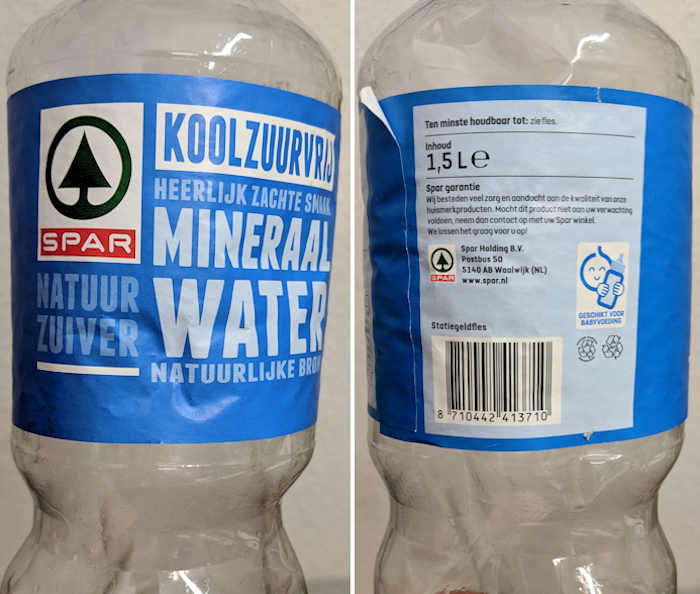 SPAR
KOOLZUURVRIJ
HEERLIJK ZACHTE SMAAK
MINERAAL
WATER
NATUUR
ZUIVER
NATUURLIJKE BRON
Ten minste houdbaar tot: zie fles.
Inhoud
1,5 L ℮
Spar garantie
Wij besteden veel zorg en aandacht aan de kwaliteit van onze
huismerkproducten. Mocht dit product niet aan uw verwachting
voldoen, neem dan contact op met uw Spar winkel.
We lossen het graag voor u op!
SPAR
Spar Holding B.V.
Postbus 50
5140 AB Waalwijk (NL)
www.spar.nl
GESCHIKT VOOR
BABYVOEDING
Statiegeldfles
8 710442 413710